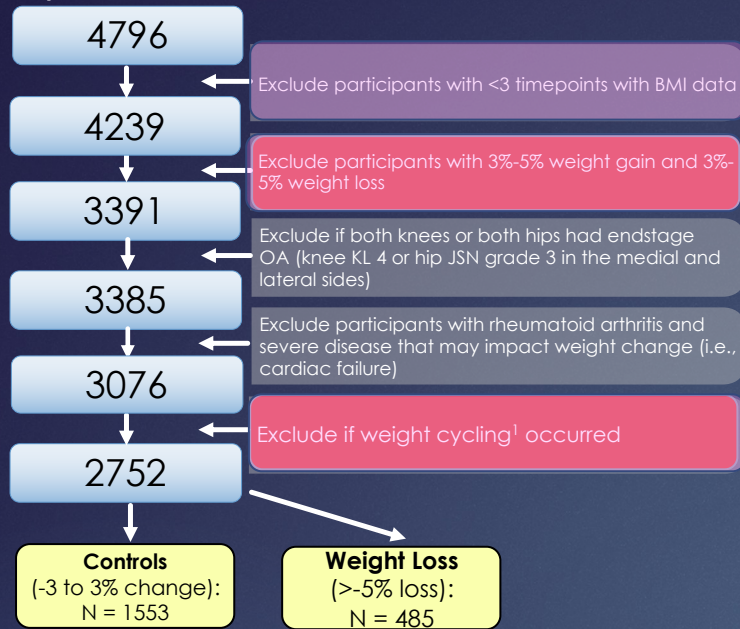 4796
Exclude participants with <3 timepoints with BMI data
4239
Exclude participants with 3%-5% weight gain and 3%-
5% weight loss
3391
Exclude if both knees or both hips had endstage
OA (knee KL 4 or hip JSN grade 3 in the medial and
lateral sides)
3385
Exclude participants with rheumatoid arthritis and
severe disease that may impact weight change (i.e.,
cardiac failure)
3076
Exclude if weight cycling¹ occurred
2752
Controls
(-3 to 3% change):
N = 1553
Weight Loss
(>-5% loss):
N = 485